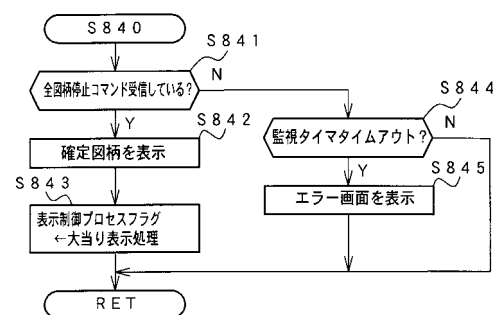 S840
S841
全図柄停止コマンド受信している?
N
Y
S842
確定図柄を表示
S843
表示制御プロセスフラグ
←大当り表示処理
S844
監視タイマタイムアウト?
N
Y
S845
エラー画面を表示
RET